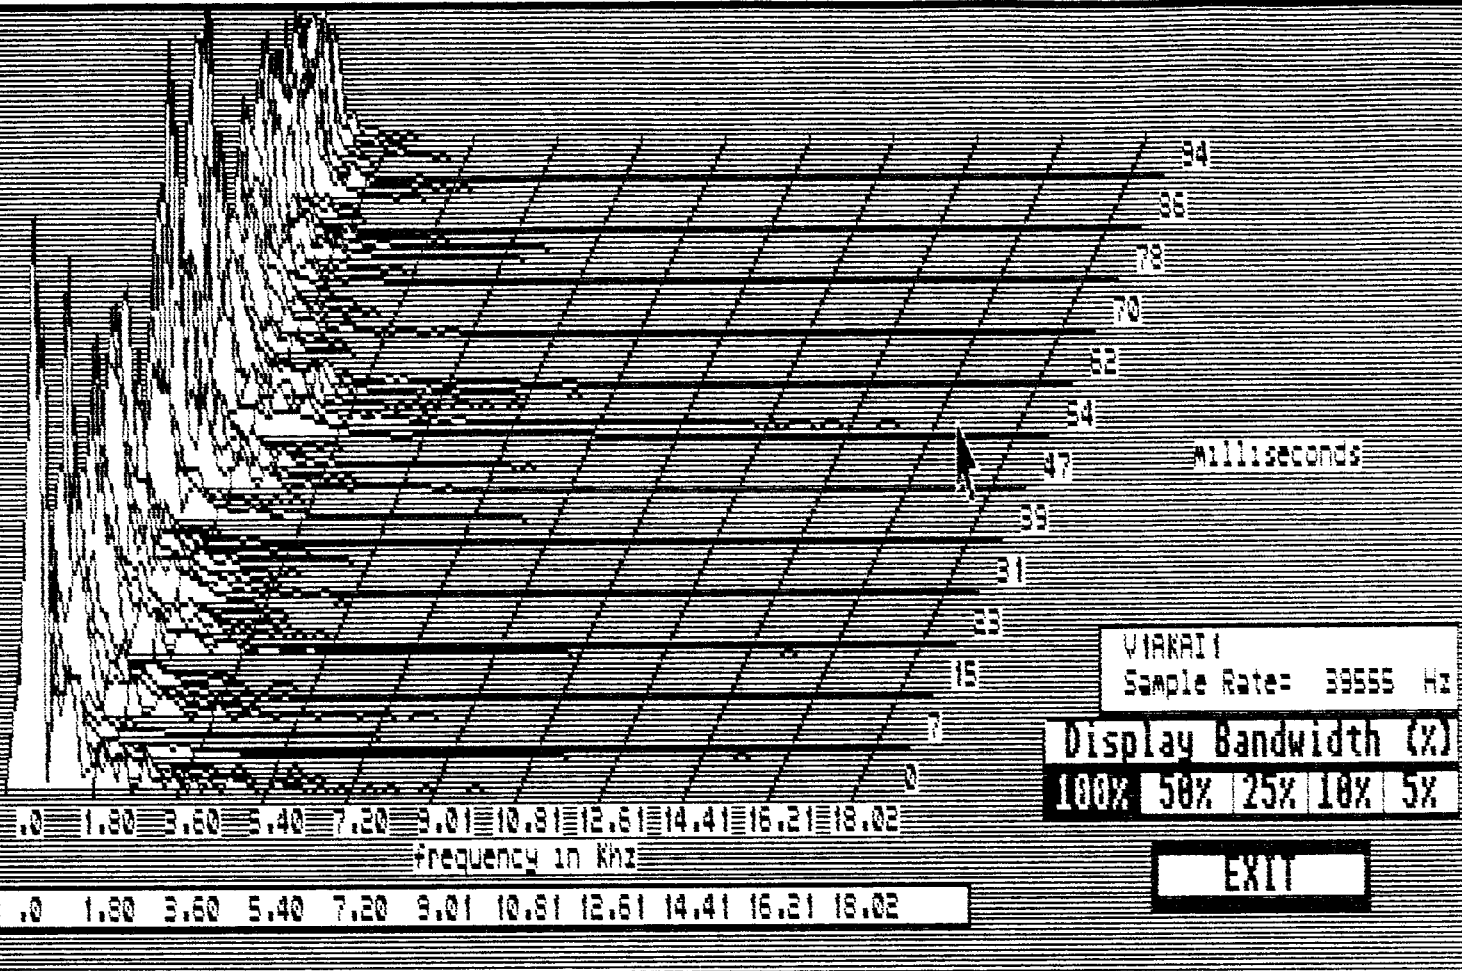 94
86
78
70
62
54
Milliseconds
47
39
31
23
V1AKAI1
15
Sample Rate= 39555 Hz
7
Display Bandwidth (%)
0
100% 50% 25% 10% 5%
.0 1.80 3.60 5.40 7.20 9.01 10.81 12.61 14.41 16.21 18.02
frequency in Khz
EXIT
.0 1.80 3.60 5.40 7.20 9.01 10.81 12.61 14.41 16.21 18.02